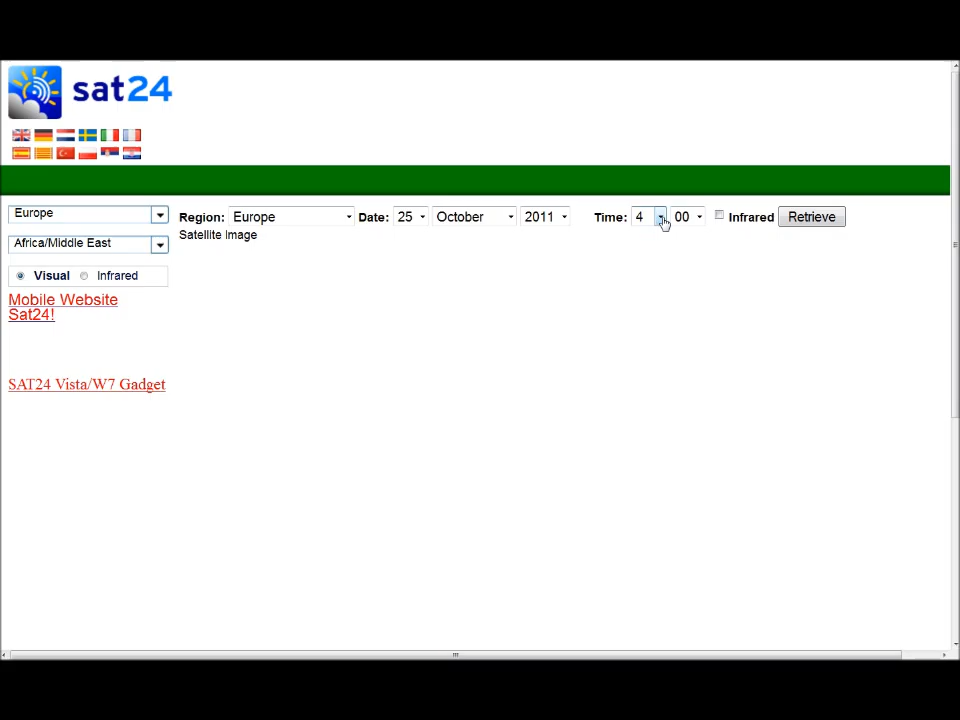 sat24
Europe
Region: Europe Date: 25 October 2011 Time: 4 00 Infrared Retrieve
Satellite Image
Africa/Middle East
Visual Infrared
Mobile Website
Sat24!
SAT24 Vista/W7 Gadget